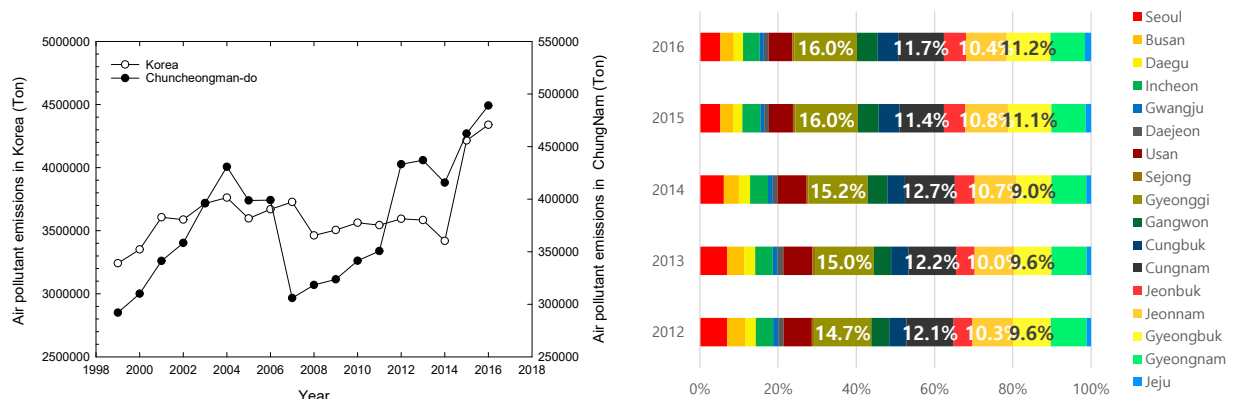 Air pollutant emissions in Korea (Ton)
5000000
4500000
4000000
3500000
3000000
2500000
Korea
Chuncheongman-do
550000
500000
450000
400000
350000
300000
250000
Air pollutant emissions in ChungNam (Ton)
1998 2000 2002 2004 2006 2008 2010 2012 2014 2016 2018
Year
2016 16.0% 11.7% 10.4% 11.2%
2015 16.0% 11.4% 10.8% 11.1%
2014 15.2% 12.7% 10.7% 9.0%
2013 15.0% 12.2% 10.0% 9.6%
2012 14.7% 12.1% 10.3% 9.6%
0% 20% 40% 60% 80% 100%
Seoul
Busan
Daegu
Incheon
Gwangju
Daejeon
Usan
Sejong
Gyeonggi
Gangwon
Cungbuk
Cungnam
Jeonbuk
Jeonnam
Gyeongbuk
Gyeongnam
Jeju